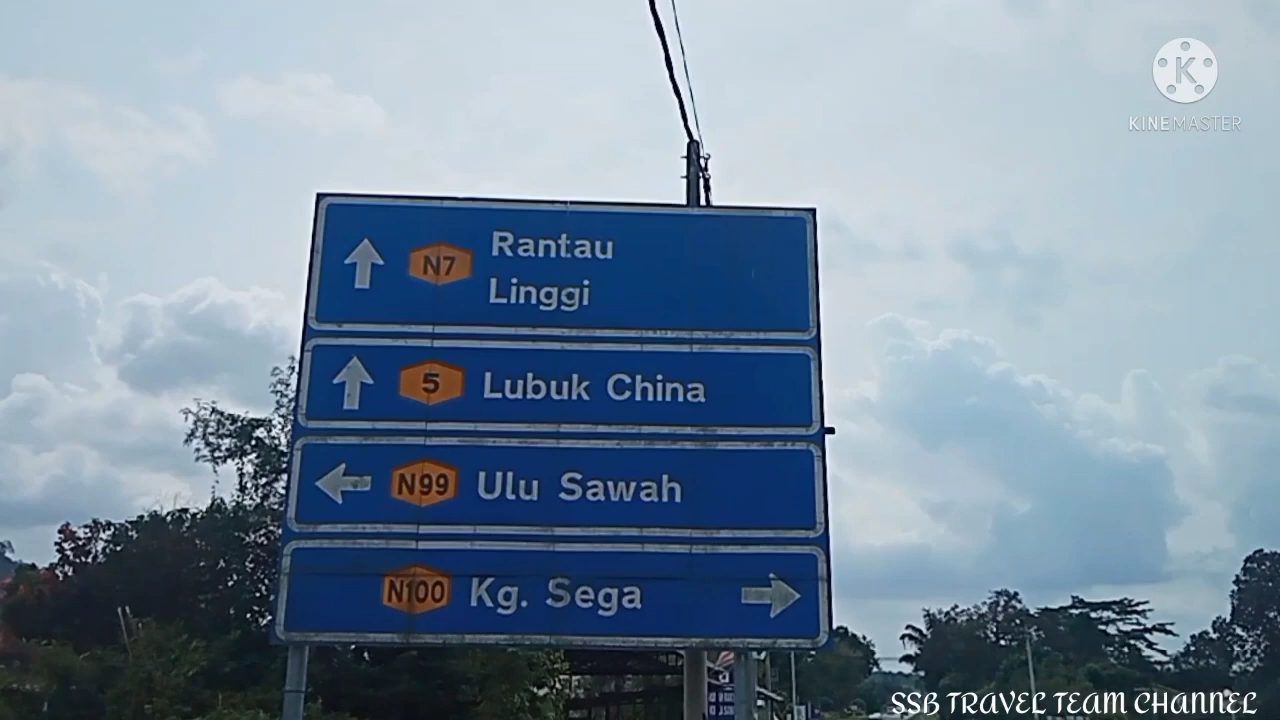 K
KINEMASTER
N7 Rantau
Linggi
5 Lubuk China
N99 Ulu Sawah
N100 Kg. Sega
SSB TRAVEL TEAM CHANNEL